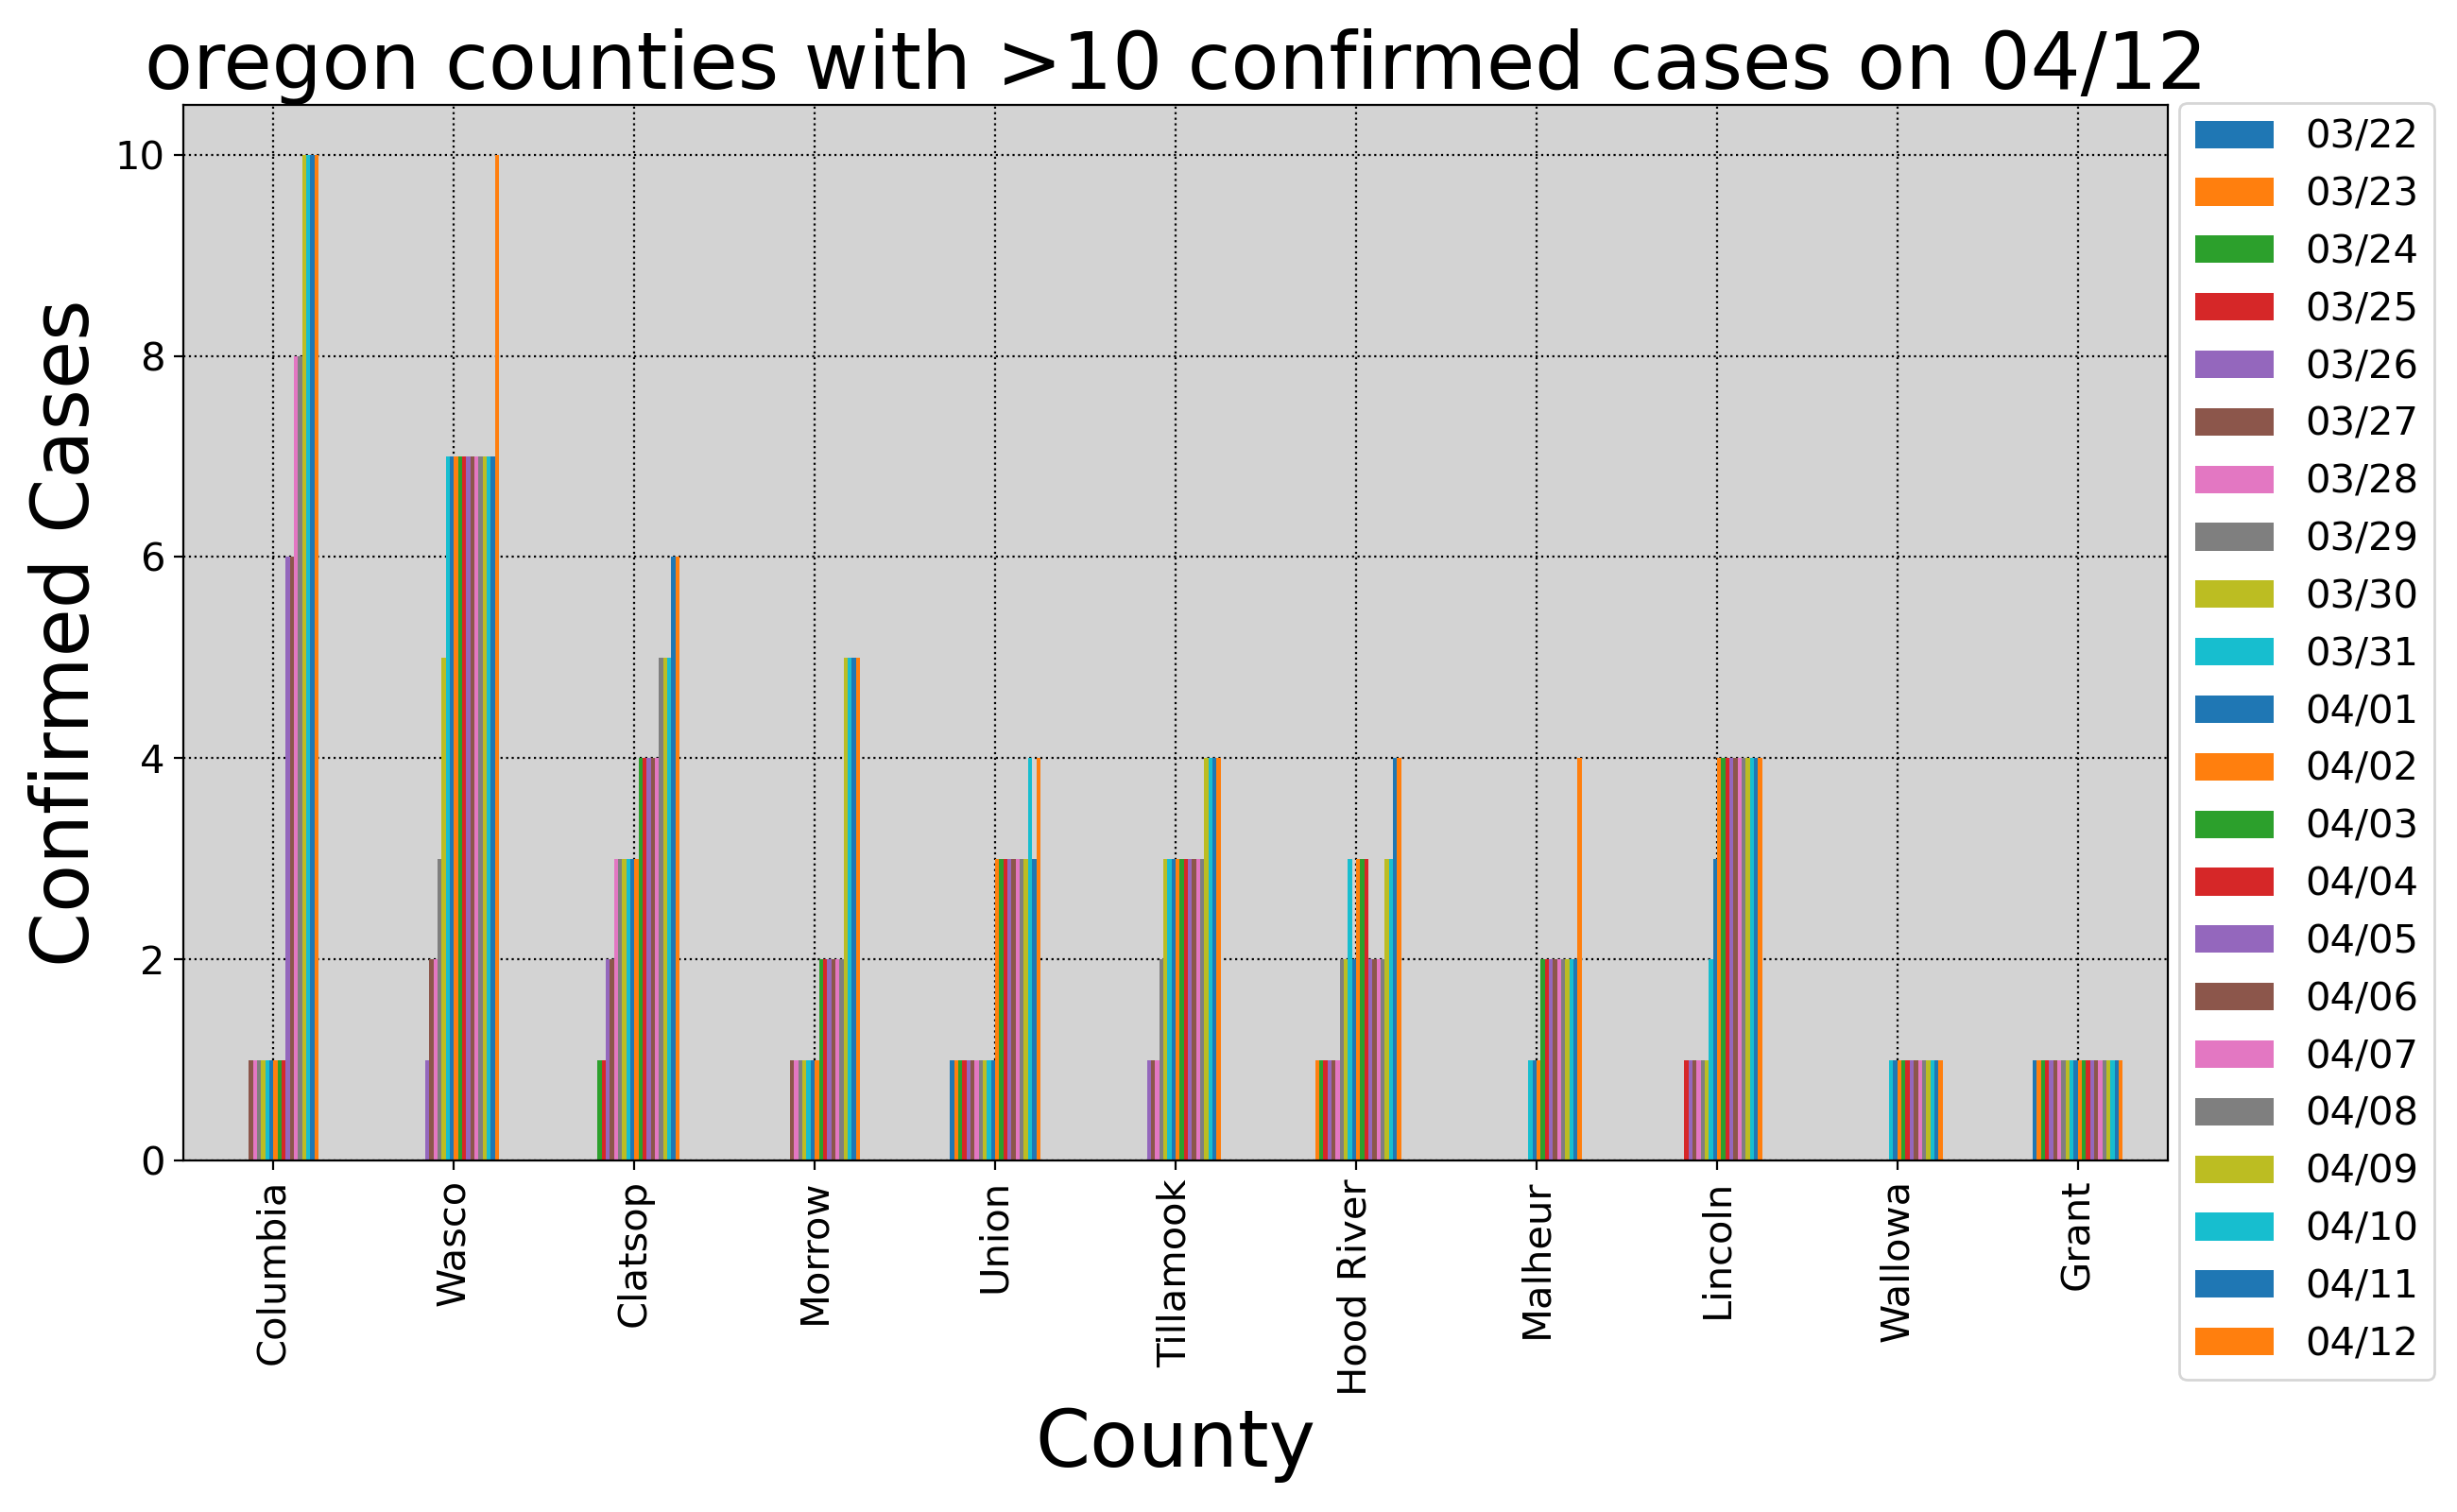 oregon counties with >10 confirmed cases on 04/12
Confirmed Cases
10
8
6
4
2
0
Columbia
Wasco
Clatsop
Morrow
Union
Tillamook
Hood River
Malheur
Lincoln
Wallowa
Grant
County
03/22
03/23
03/24
03/25
03/26
03/27
03/28
03/29
03/30
03/31
04/01
04/02
04/03
04/04
04/05
04/06
04/07
04/08
04/09
04/10
04/11
04/12